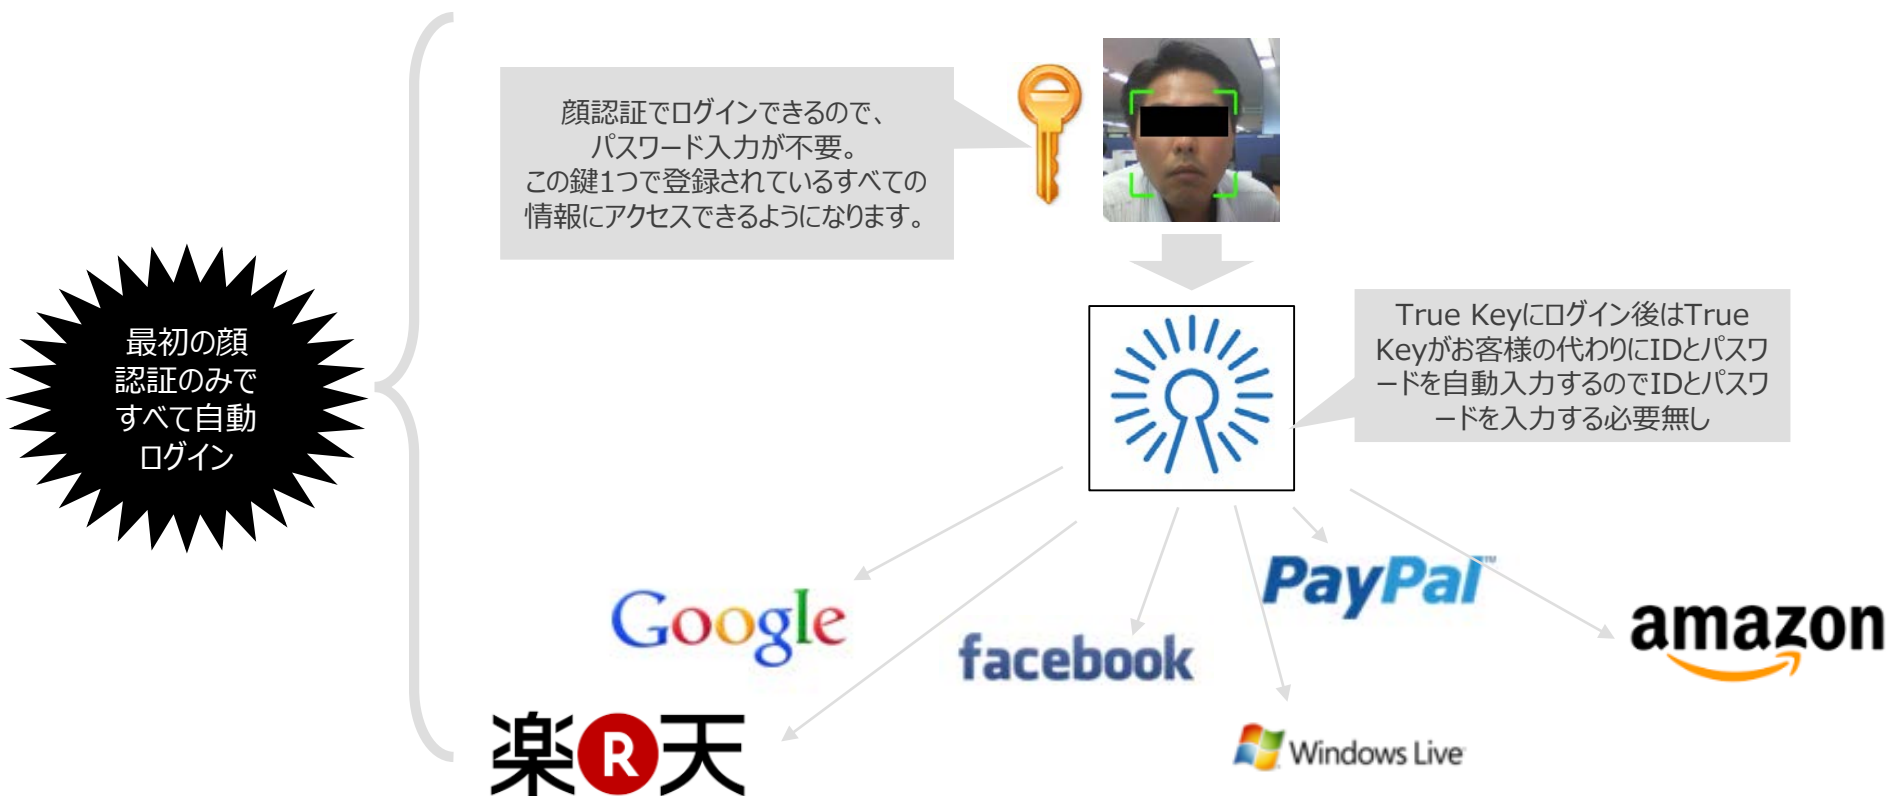 顔認証でログインできるので、
パスワード入力が不要。
この鍵1つで登録されているすべての
情報にアクセスできるようになります。
最初の顔
認証のみで
すべて自動
ログイン
True Keyにログイン後はTrue
Keyがお客様の代わりにIDとパスワ
ードを自動入力するのでIDとパスワ
ードを入力する必要無し
Google
facebook
PayPal™
amazon
楽R天
Windows Live